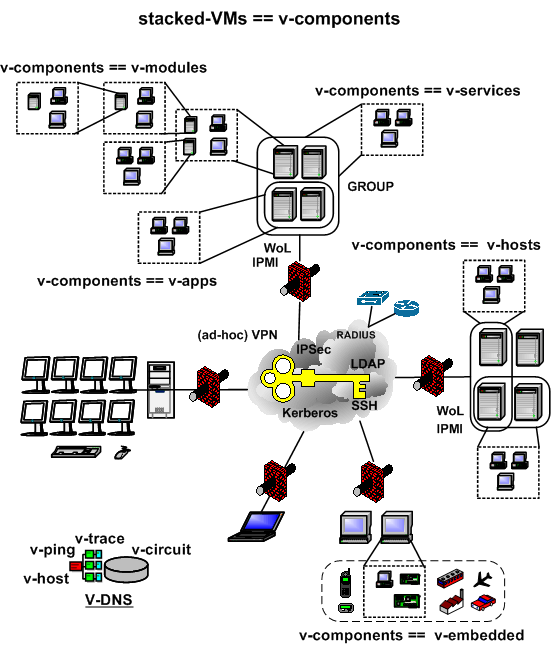 stacked-VMs == v-components
v-components == v-modules
v-components == v-services
GROUP
WoL
IPMI
v-components == v-apps
v-components == v-hosts
(ad-hoc) VPN
IPSec
RADIUS
LDAP
Kerberos
SSH
WoL
IPMI
v-trace
v-ping
v-circuit
v-host
V-DNS
v-components == v-embedded